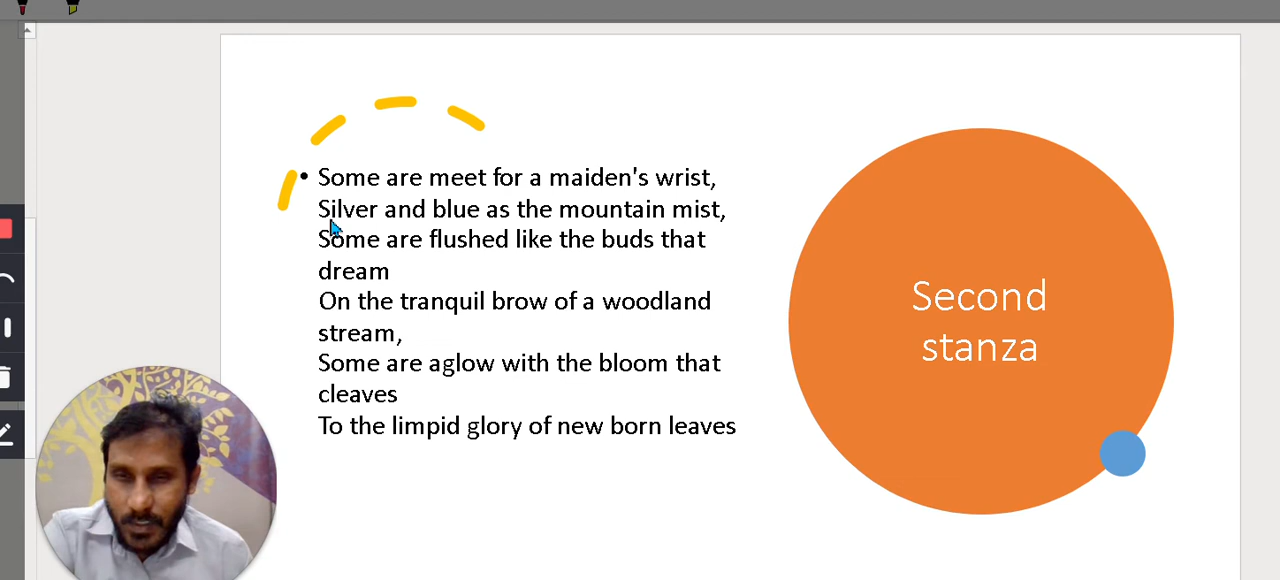 Some are meet for a maiden's wrist,
Silver and blue as the mountain mist,
Some are flushed like the buds that
dream
On the tranquil brow of a woodland
stream,
Some are aglow with the bloom that
cleaves
To the limpid glory of new born leaves
Second
stanza